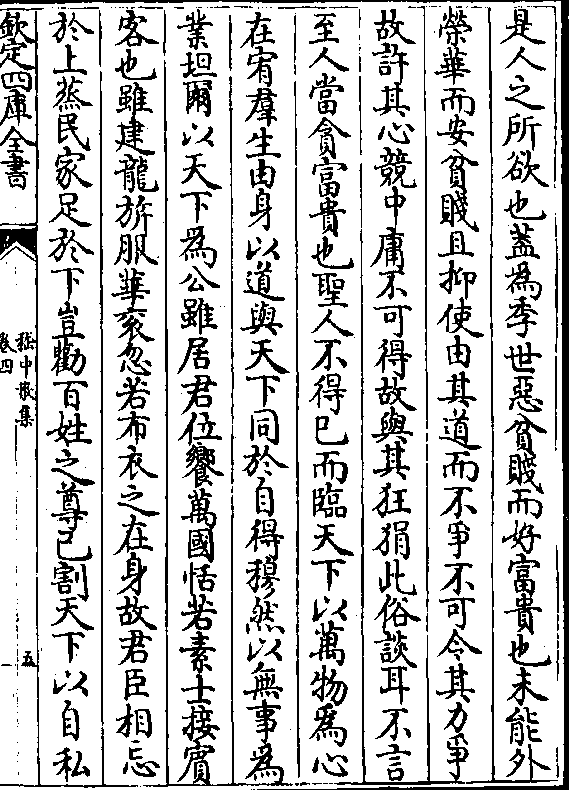 是人之所欲也蓋為季世惡貧賤而好富貴也未能外
榮華而安貧賤且抑使由其道而不爭不可令其力爭
故許其心競中庸不可得故與其狂狷此俗談耳不言
至人當貪富貴也聖人不得已而臨天下以萬物為心
在宥羣生由身以道與天下同於自得穆然以無事為
業坦爾以天下為公雖居君位饗萬國恬若素士接賓
客也雖建龍旂服華衮忽若布衣之在身故君臣相忘
於上蒸民家足於下豈勸百姓之尊己割天下以自私
欽定四庫全書
嵇中散集
卷四
五